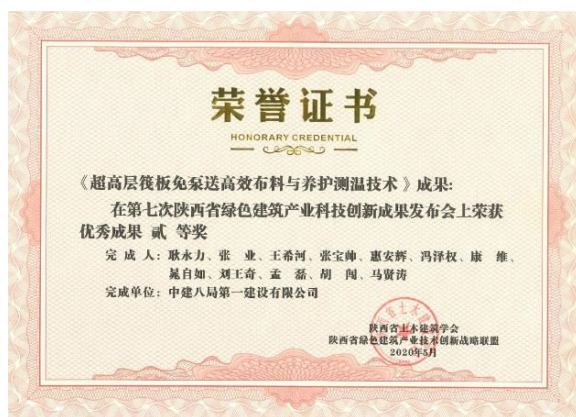 荣誉证书
HONORARY CREDENTIAL
《超高层筏板免泵送高效布料与养护测温技术》成果:
在第七次陕西省绿色建筑产业科技创新成果发布会上荣获
优秀成果 贰 等奖
完 成 人：耿永力、张 业、王希河、张宝帅、惠安辉、冯泽权、康 维、
晁自如、刘王奇、孟 磊、胡 闯、马贤涛
完成单位：中建八局第一建设有限公司
陕西省土木建筑学会
陕西省绿色建筑产业技术创新战略联盟
2020年5月